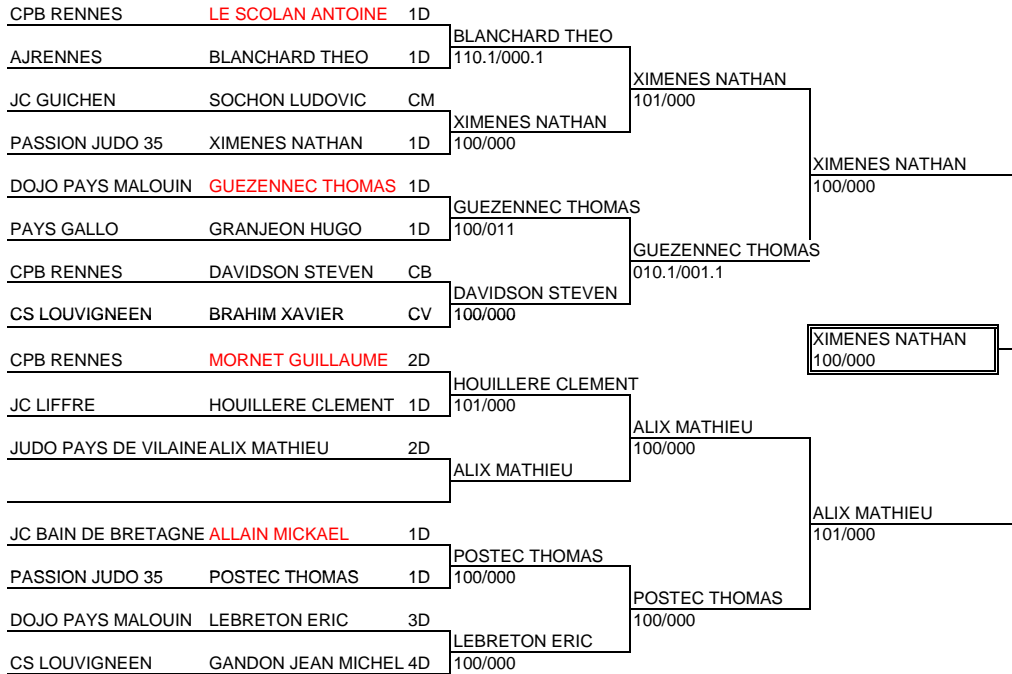 CPB RENNES LE SCOLAN ANTOINE 1D
BLANCHARD THEO
AJRENNES BLANCHARD THEO 1D 110.1/000.1
XIMENES NATHAN
JC GUICHEN SOCHON LUDOVIC CM 101/000
XIMENES NATHAN
PASSION JUDO 35 XIMENES NATHAN 1D 100/000
XIMENES NATHAN
DOJO PAYS MALOUIN GUEZENNEC THOMAS 1D 100/000
GUEZENNEC THOMAS
PAYS GALLO GRANJEON HUGO 1D 100/011
GUEZENNEC THOMAS
CPB RENNES DAVIDSON STEVEN CB 010.1/001.1
DAVIDSON STEVEN
CS LOUVIGNEEN BRAHIM XAVIER CV 100/000
XIMENES NATHAN
CPB RENNES MORNET GUILLAUME 2D 100/000
HOUILLERE CLEMENT
JC LIFFRE HOUILLERE CLEMENT 1D 101/000
ALIX MATHIEU
JUDO PAYS DE VILAINE ALIX MATHIEU 2D 100/000
ALIX MATHIEU
ALIX MATHIEU
JC BAIN DE BRETAGNE ALLAIN MICKAEL 1D 101/000
POSTEC THOMAS
PASSION JUDO 35 POSTEC THOMAS 1D 100/000
POSTEC THOMAS
DOJO PAYS MALOUIN LEBRETON ERIC 3D 100/000
LEBRETON ERIC
CS LOUVIGNEEN GANDON JEAN MICHEL 4D 100/000